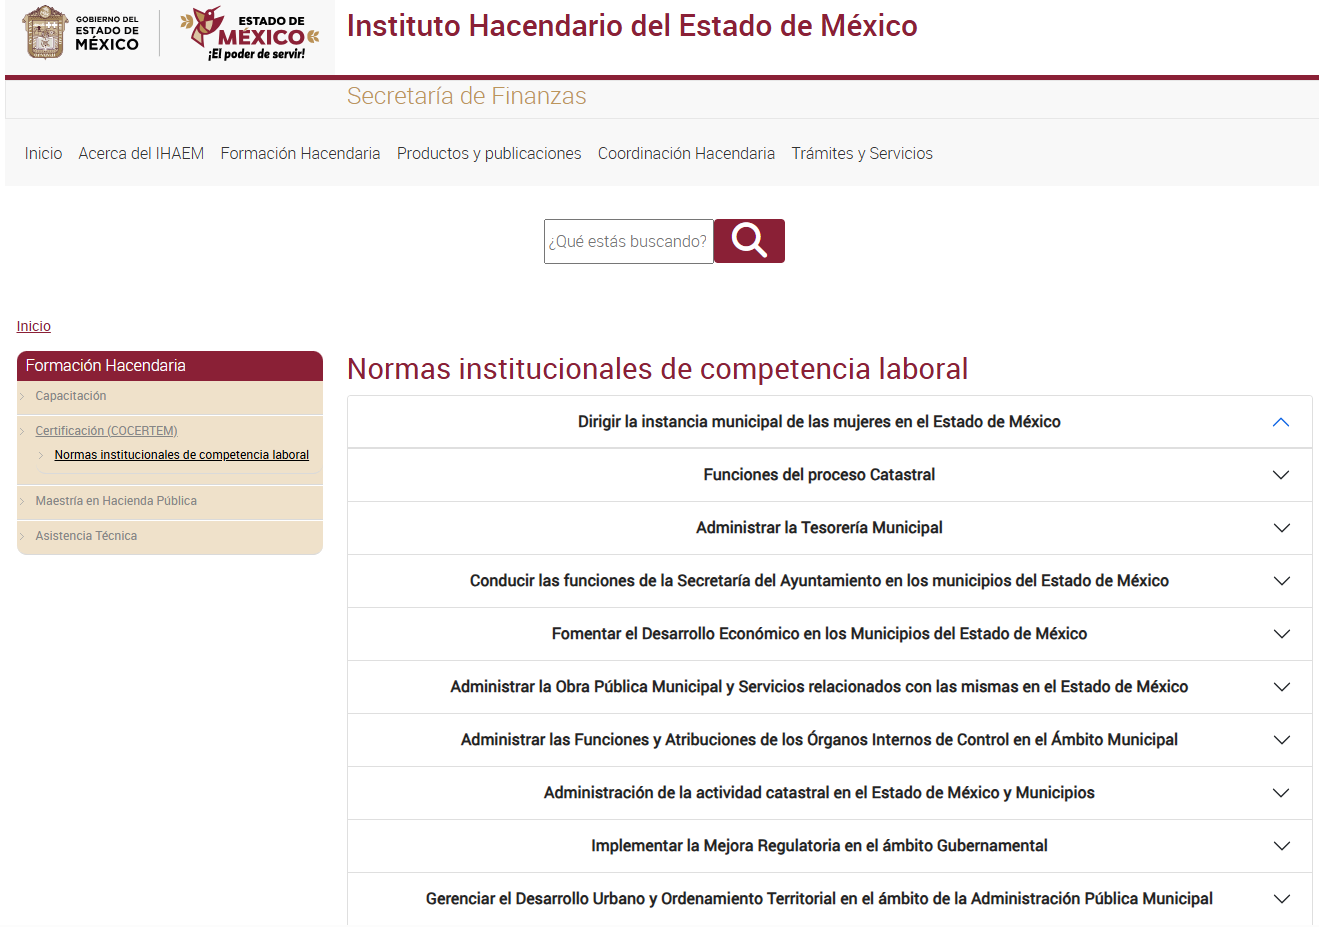 GOBIERNO DEL
ESTADO DE
MÉXICO
ESTADO DE
MÉXICO
¡El poder de servir!
Instituto Hacendario del Estado de México
Secretaría de Finanzas
Inicio Acerca del IHAEM Formación Hacendaria Productos y publicaciones Coordinación Hacendaria Trámites y Servicios
¿Qué estás buscando?
Inicio
Formación Hacendaria
Capacitación
Certificación (COCERTEM)
Normas institucionales de competencia laboral
Maestría en Hacienda Pública
Asistencia Técnica
Normas institucionales de competencia laboral
Dirigir la instancia municipal de las mujeres en el Estado de México
Funciones del proceso Catastral
Administrar la Tesorería Municipal
Conducir las funciones de la Secretaría del Ayuntamiento en los municipios del Estado de México
Fomentar el Desarrollo Económico en los Municipios del Estado de México
Administrar la Obra Pública Municipal y Servicios relacionados con las mismas en el Estado de México
Administrar las Funciones y Atribuciones de los Órganos Internos de Control en el Ámbito Municipal
Administración de la actividad catastral en el Estado de México y Municipios
Implementar la Mejora Regulatoria en el ámbito Gubernamental
Gerenciar el Desarrollo Urbano y Ordenamiento Territorial en el ámbito de la Administración Pública Municipal